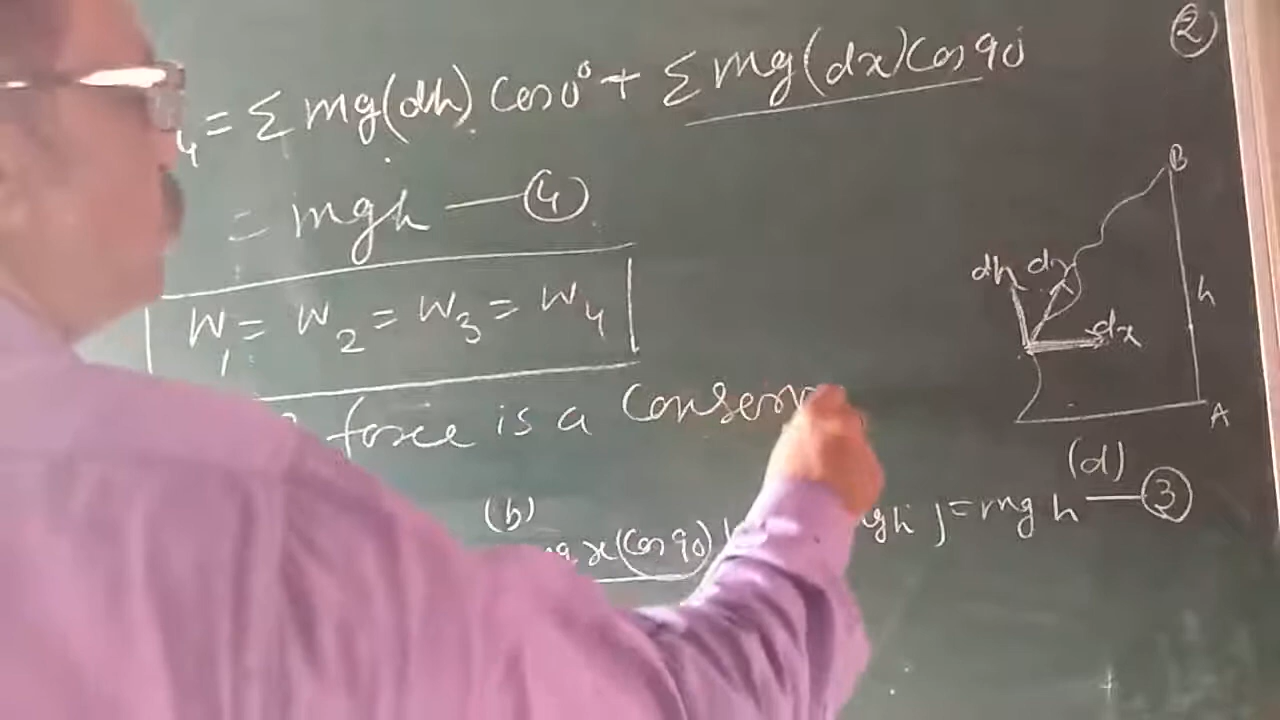 ②
4 = Σ mg(dh) Cos0° + Σ mg(dx)Cos90
= mgh — ④
W₁ = W₂ = W₃ = W₄
force is a Conserv
B
dh dr
h
dx
A
(d)
(b)
x(Cos90) gh ) = mgh — ③